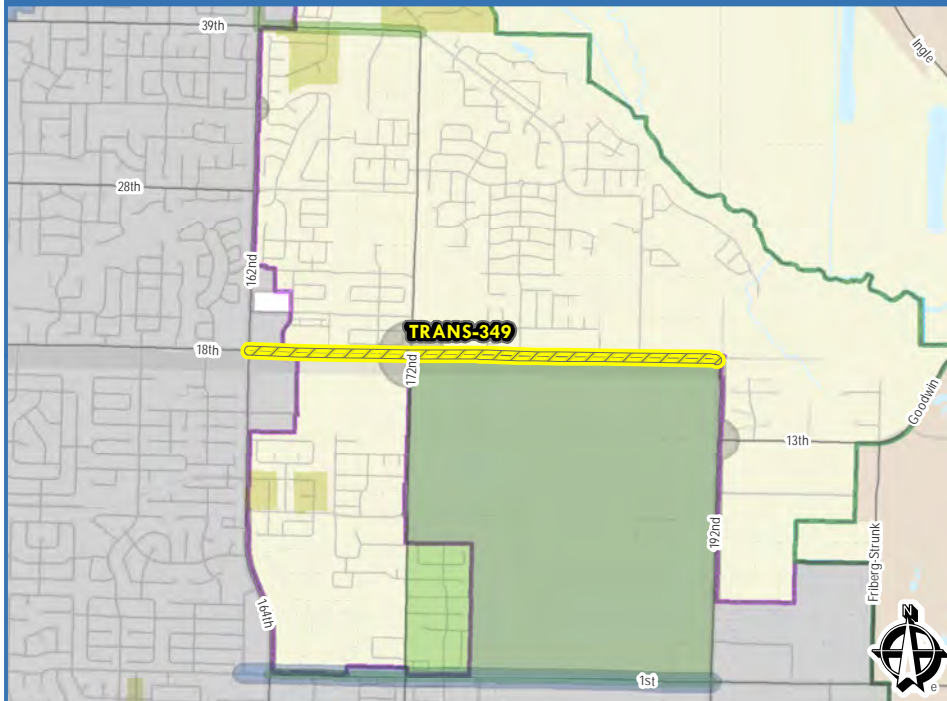 39th
Ingle
28th
162nd
TRANS-349
18th
172nd
Goodwin
13th
192nd
Friberg-Strunk
164th
N
1st
e